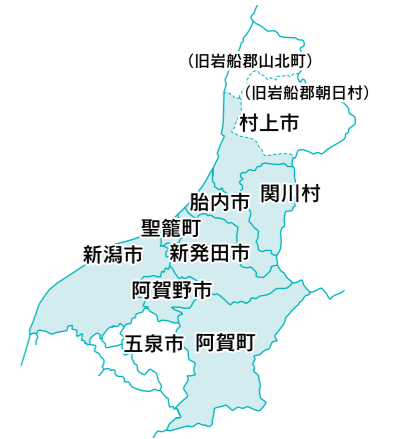 （旧岩船郡山北町）
（旧岩船郡朝日村）
村上市
関川村
胎内市
聖籠町
新潟市
新発田市
阿賀野市
五泉市
阿賀町